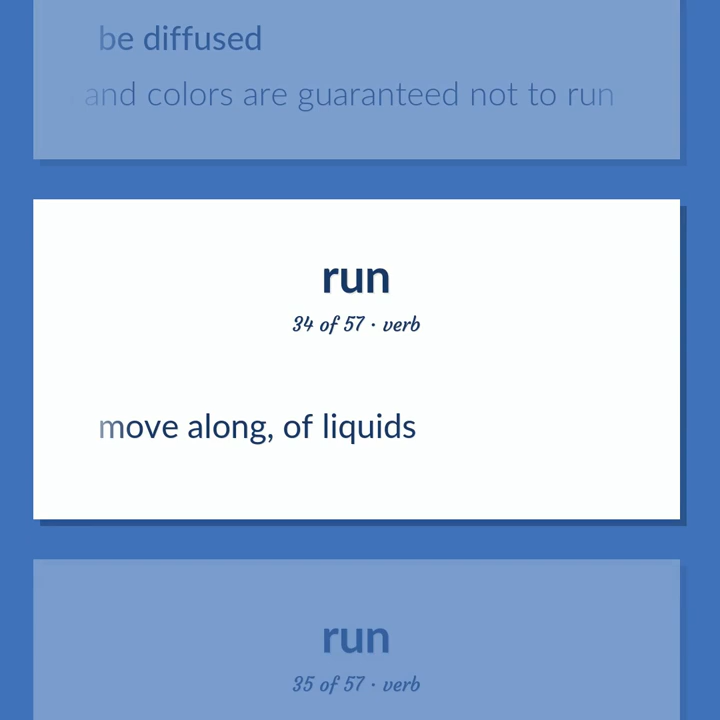 be diffused
and colors are guaranteed not to run
run
34 of 57 · verb
move along, of liquids
run
35 of 57 · verb